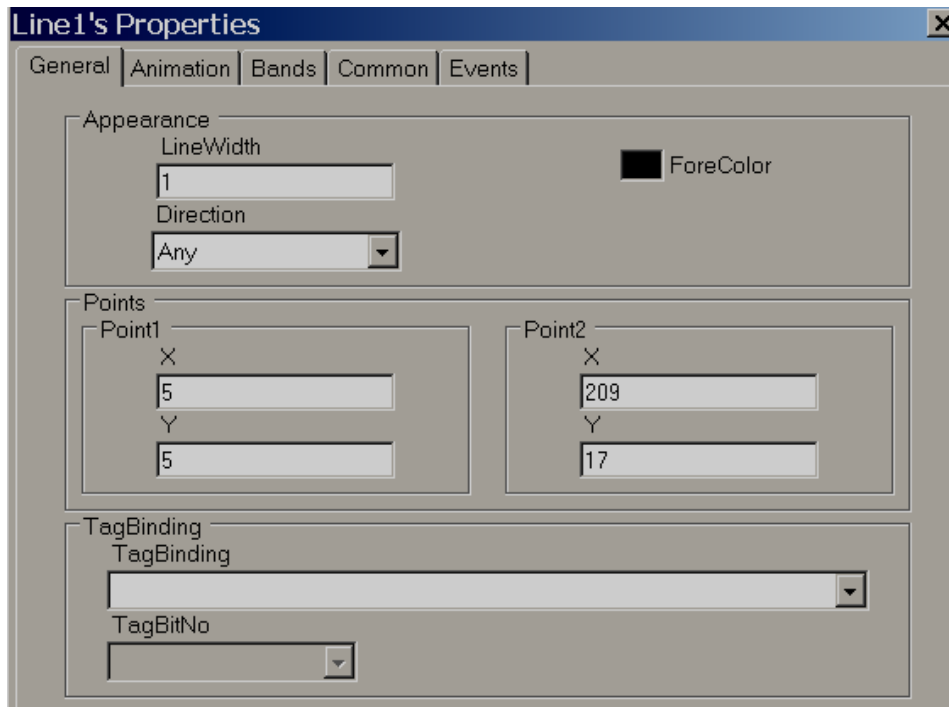 Line1's Properties
General Animation Bands Common Events
Appearance
LineWidth
1
ForeColor
Direction
Any
Points
Point1
X
5
Y
5
Point2
X
209
Y
17
TagBinding
TagBinding
TagBitNo